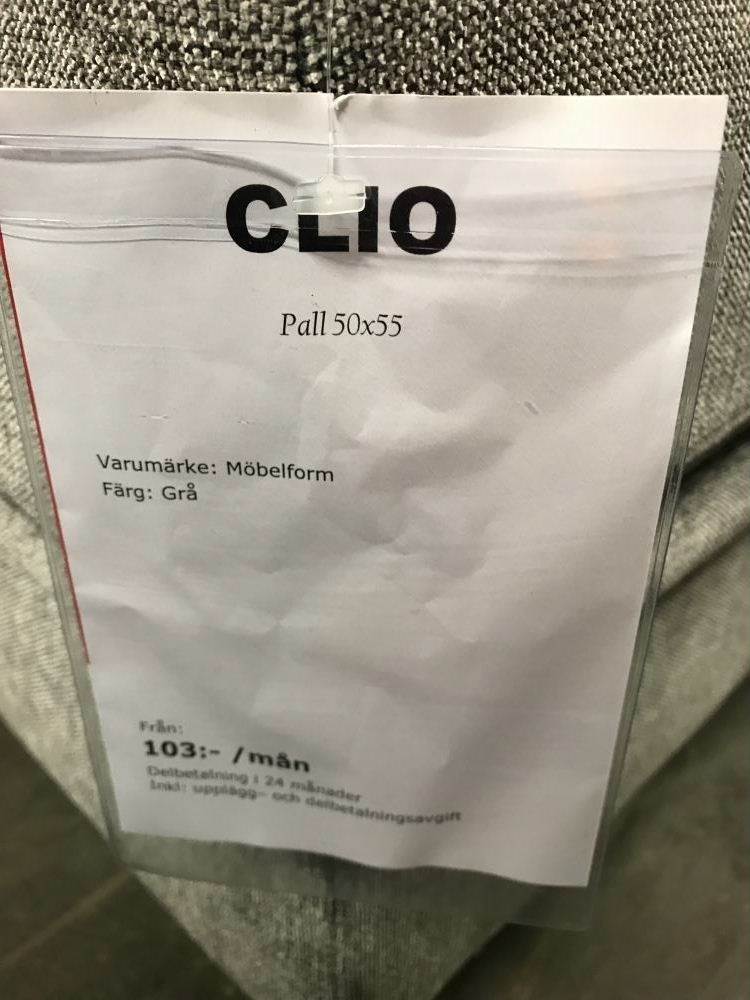 CLIO
Pall 50x55
Varumärke: Möbelform
Färg: Grå
Från:
103:- /mån
Delbetalning i 24 månader
Inkl: upplägg- och delbetalningsavgift